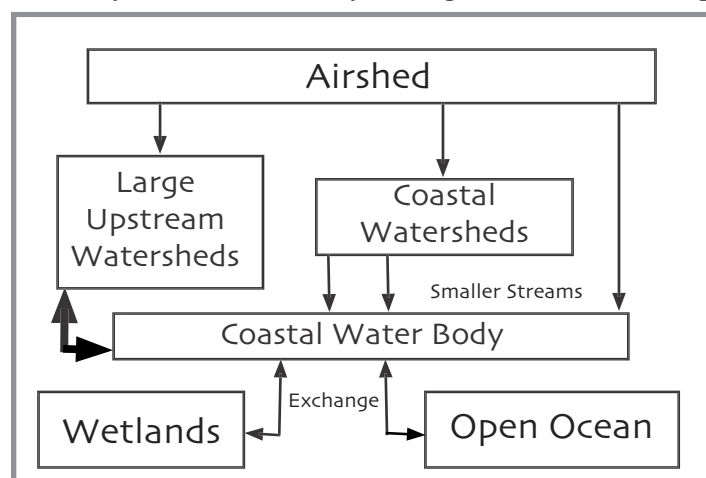 Airshed
Large
Upstream
Watersheds
Coastal
Watersheds
Smaller Streams
Coastal Water Body
Exchange
Wetlands
Open Ocean